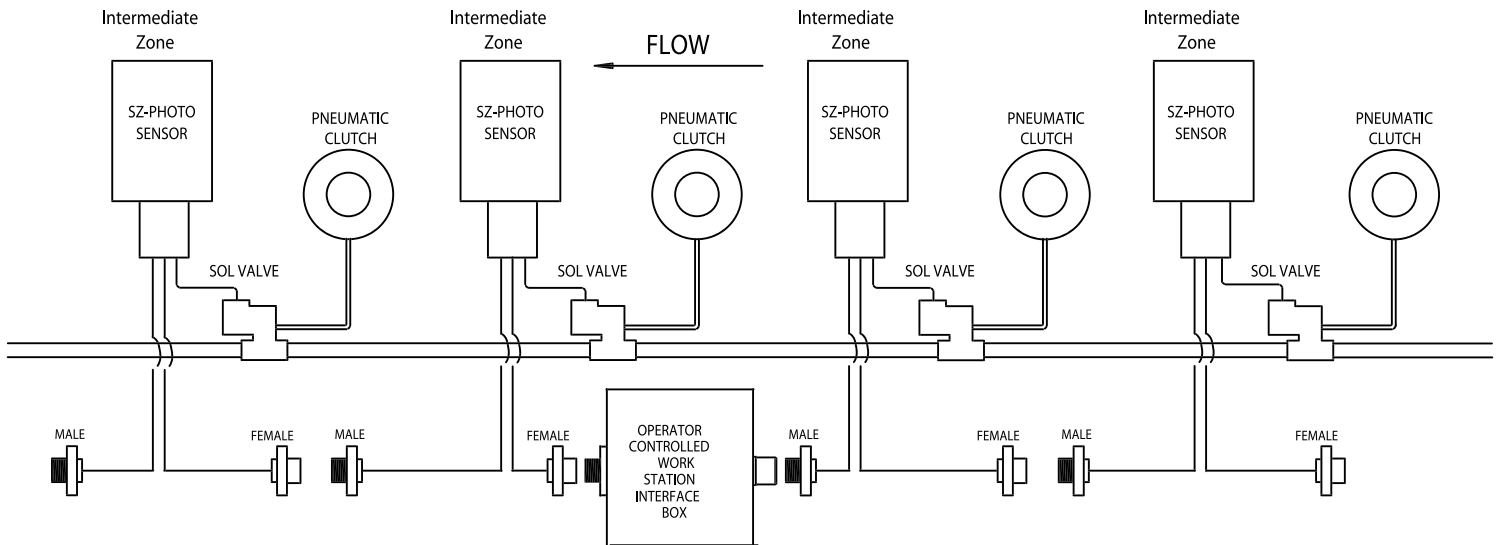 Intermediate
Zone
Intermediate
Zone
FLOW
Intermediate
Zone
Intermediate
Zone
SZ-PHOTO
SENSOR
PNEUMATIC
CLUTCH
SZ-PHOTO
SENSOR
PNEUMATIC
CLUTCH
SZ-PHOTO
SENSOR
PNEUMATIC
CLUTCH
SZ-PHOTO
SENSOR
PNEUMATIC
CLUTCH
SOL VALVE
SOL VALVE
SOL VALVE
SOL VALVE
MALE
FEMALE
MALE
FEMALE
OPERATOR
CONTROLLED
WORK
STATION
INTERFACE
BOX
MALE
FEMALE
MALE
FEMALE